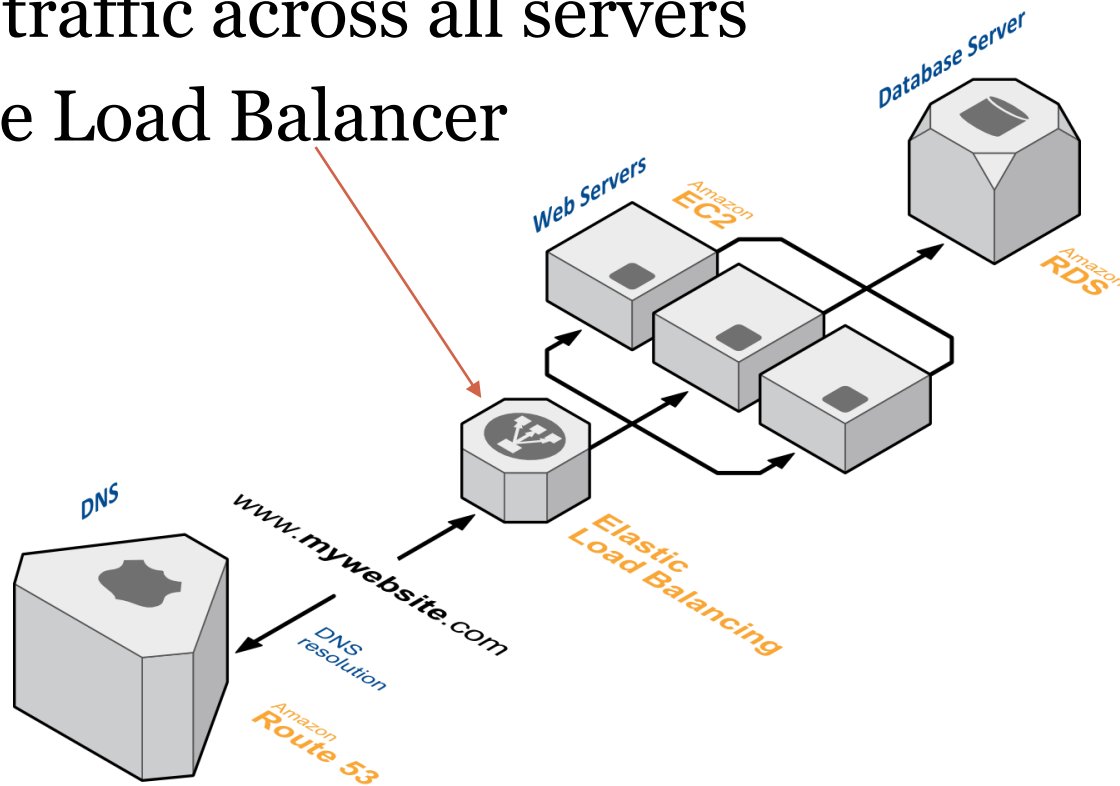 traffic across all servers
e Load Balancer
Database Server
Web Servers
Amazon
EC2
Amazon
RDS
DNS
www.mywebsite.com
Elastic
Load Balancing
DNS
resolution
Amazon
Route 53